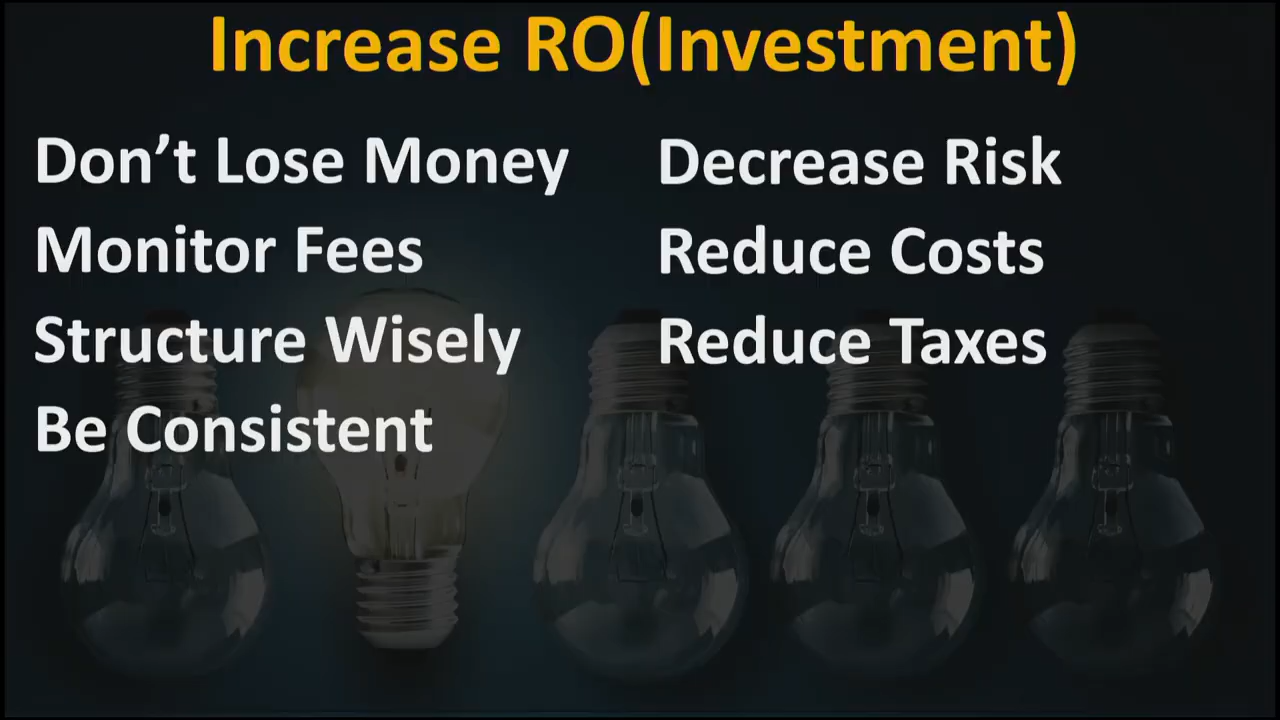 Increase RO(Investment)
Don’t Lose Money
Monitor Fees
Structure Wisely
Be Consistent
Decrease Risk
Reduce Costs
Reduce Taxes